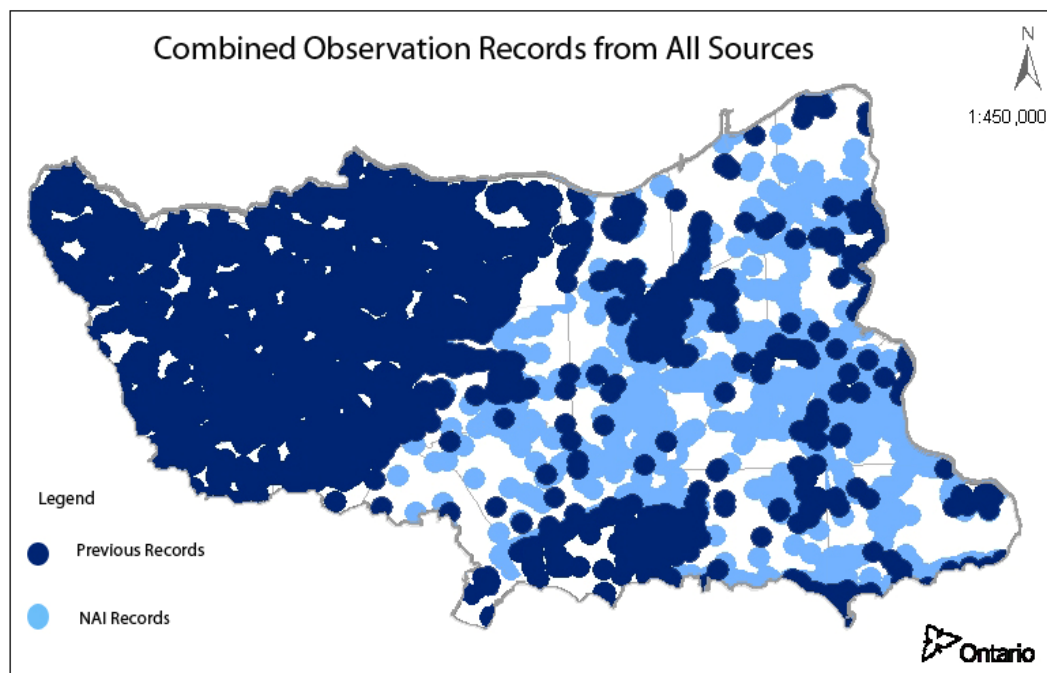 Combined Observation Records from All Sources
N
1:450,000
Legend
Previous Records
NAI Records
Ontario